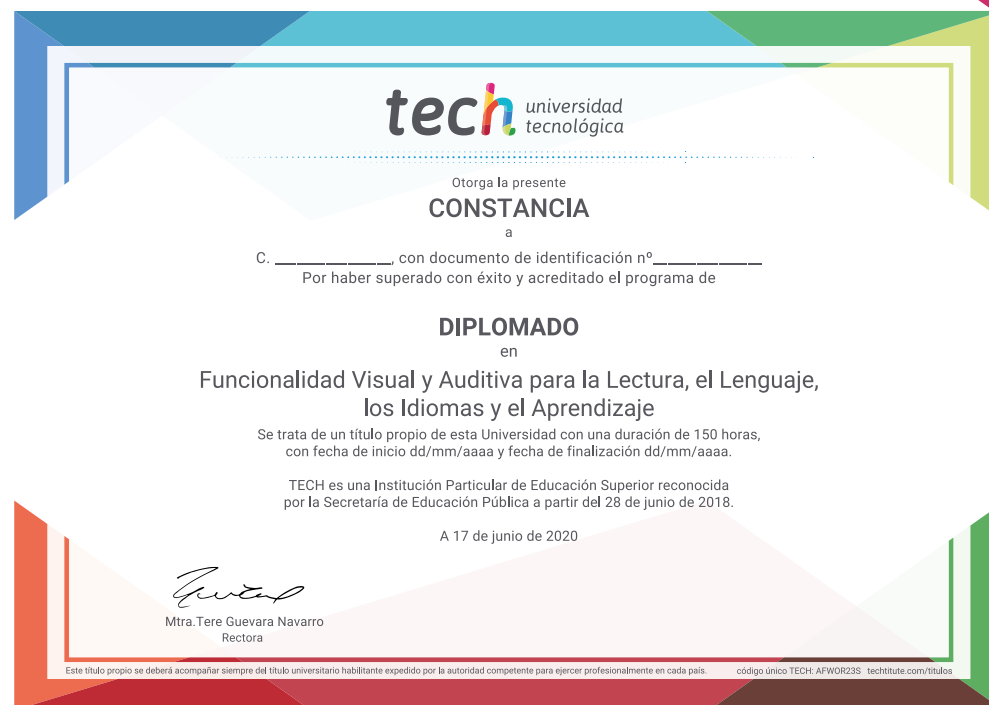 tech universidad
tecnológica
Otorga la presente
CONSTANCIA
a
C. ______________, con documento de identificación nº_____________
Por haber superado con éxito y acreditado el programa de
DIPLOMADO
en
Funcionalidad Visual y Auditiva para la Lectura, el Lenguaje,
los Idiomas y el Aprendizaje
Se trata de un título propio de esta Universidad con una duración de 150 horas,
con fecha de inicio dd/mm/aaaa y fecha de finalización dd/mm/aaaa.
TECH es una Institución Particular de Educación Superior reconocida
por la Secretaría de Educación Pública a partir del 28 de junio de 2018.
A 17 de junio de 2020
Mtra.Tere Guevara Navarro
Rectora
Este título propio se deberá acompañar siempre del título universitario habilitante expedido por la autoridad competente para ejercer profesionalmente en cada país. código único TECH: AFWOR23S techtitute.com/titulos